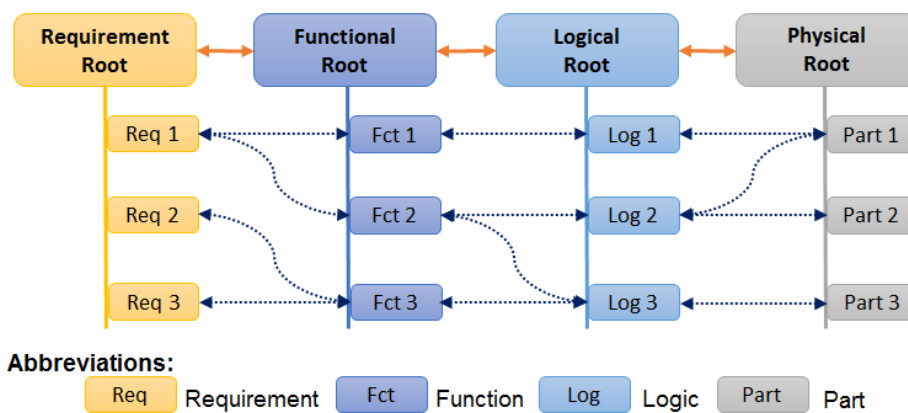 Requirement Root
Functional Root
Logical Root
Physical Root
Req 1
Fct 1
Log 1
Part 1
Req 2
Fct 2
Log 2
Part 2
Req 3
Fct 3
Log 3
Part 3
Abbreviations:
Req Requirement Fct Function Log Logic Part Part